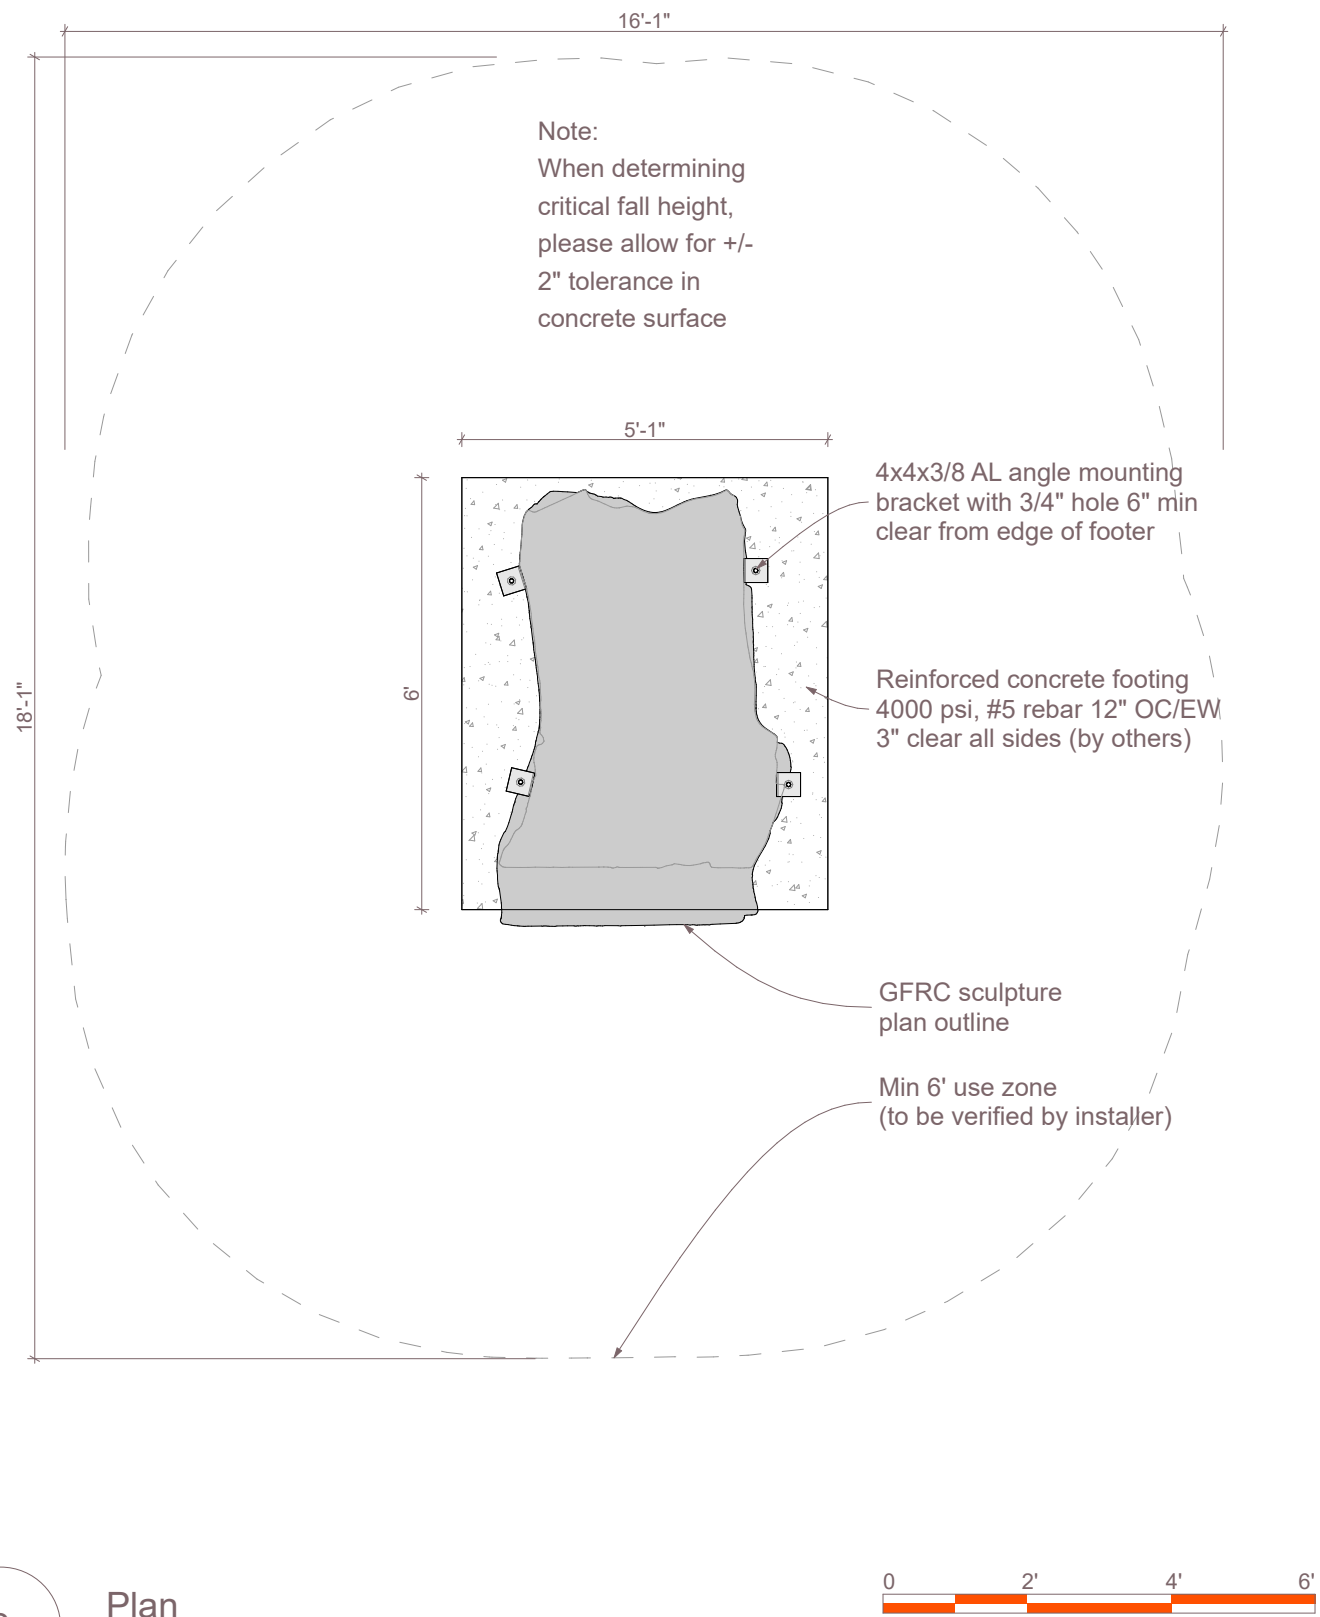 16'-1"
Note:
When determining
critical fall height,
please allow for +/-
2" tolerance in
concrete surface
5'-1"
4x4x3/8 AL angle mounting
bracket with 3/4" hole 6" min
clear from edge of footer
18'-1"
6'
Reinforced concrete footing
4000 psi, #5 rebar 12" OC/EW
3" clear all sides (by others)
GFRC sculpture
plan outline
Min 6' use zone
(to be verified by installer)
0 2' 4' 6'
Plan